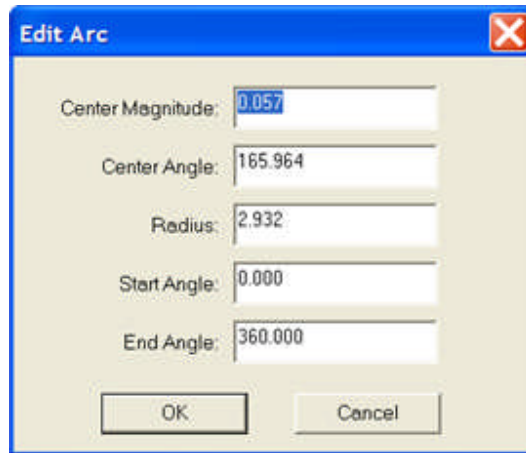 Edit Arc
Center Magnitude: 0.057
Center Angle: 165.964
Radius: 2.932
Start Angle: 0.000
End Angle: 360.000
OK Cancel